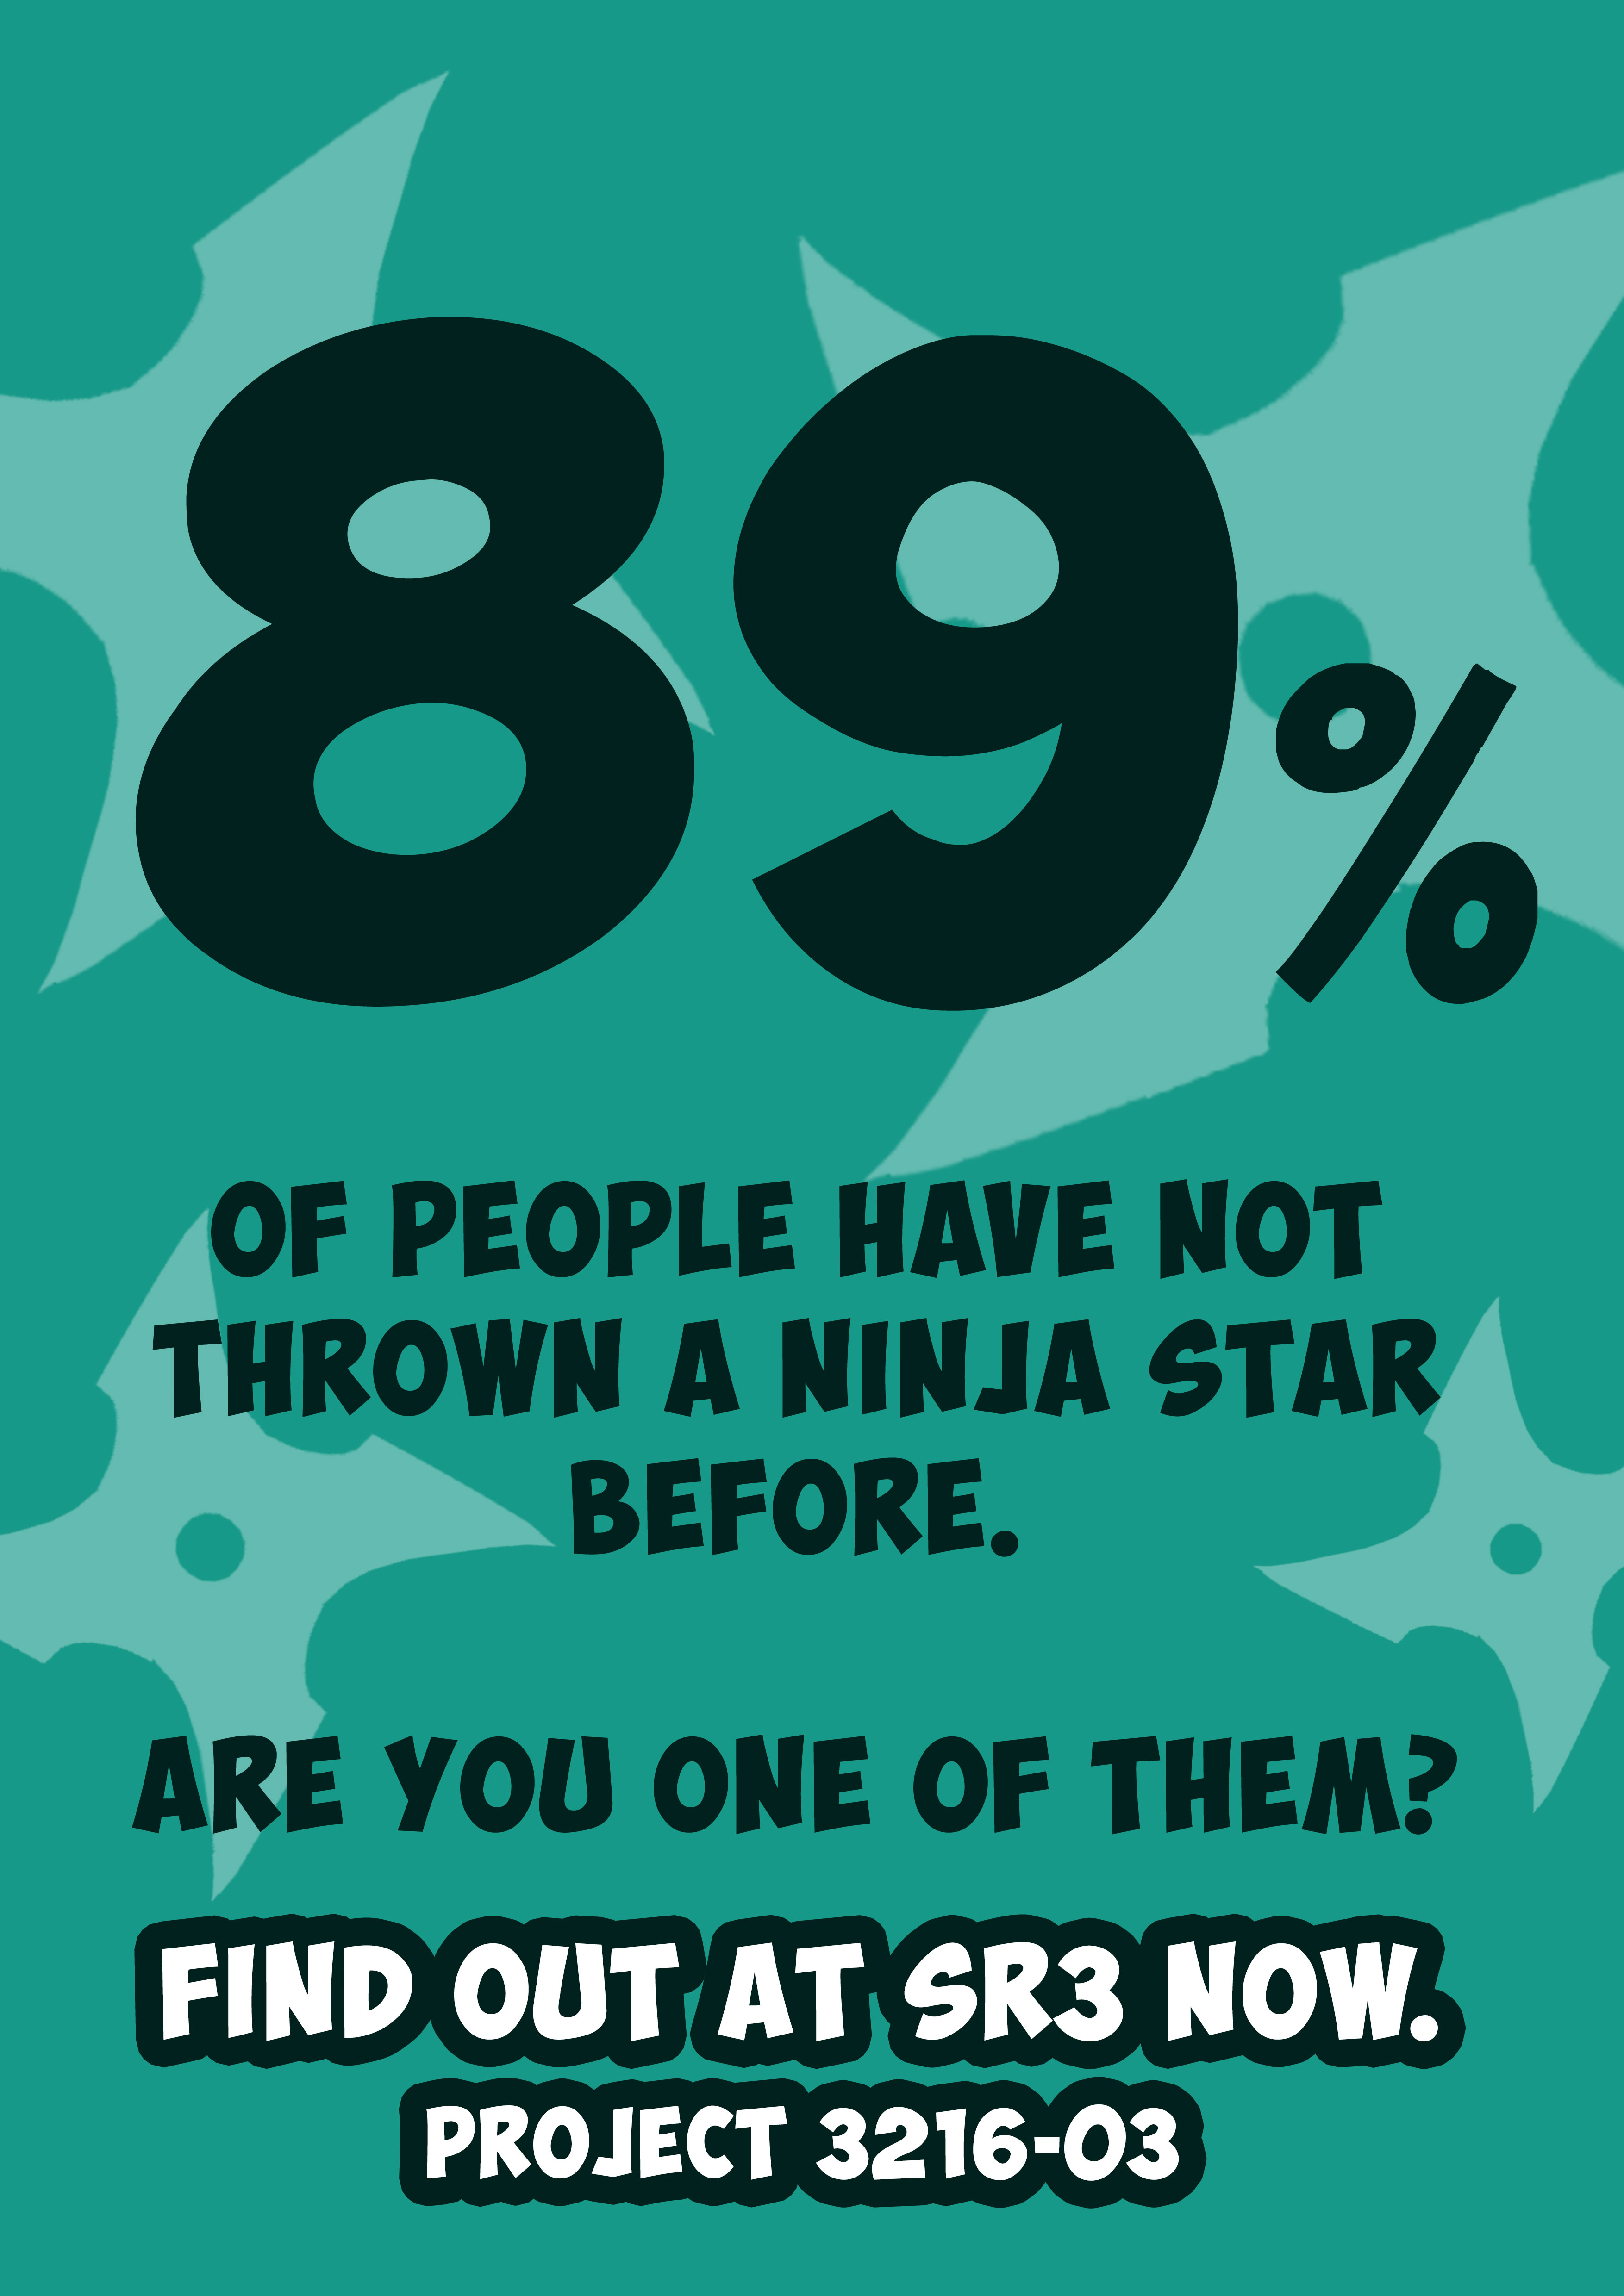 89%
OF PEOPLE HAVE NOT
THROWN A NINJA STAR
BEFORE.
ARE YOU ONE OF THEM?
FIND OUT AT SR3 NOW.
PROJECT 3216-03